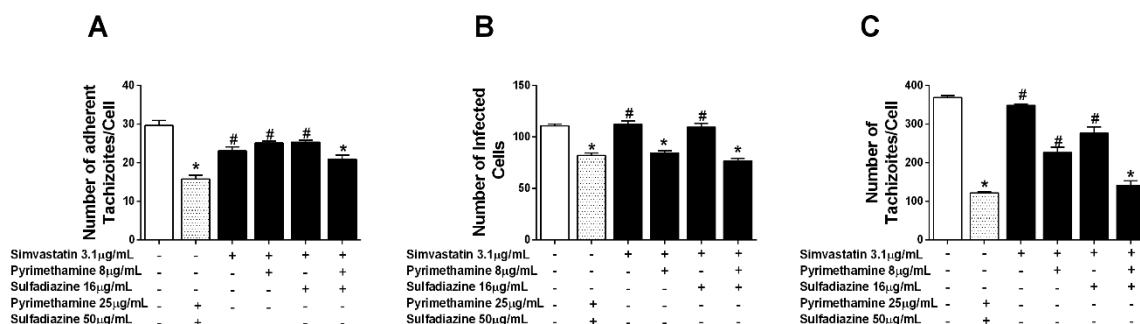 A
B
C
Number of adherent
Tachizoites/Cell
40
30
20
10
0
*
#
#
#
*
Simvastatin 3.1µg/mL - - + + + +
Pyrimethamine 8µg/mL - - - + - +
Sulfadiazine 16µg/mL - - - - + +
Pyrimethamine 25µg/mL - + - - - -
Sulfadiazine 50µg/mL - + - - - -
Number of Infected
Cells
150
100
50
0
*
#
*
#
*
Simvastatin 3.1µg/mL - - + + + +
Pyrimethamine 8µg/mL - - - + - +
Sulfadiazine 16µg/mL - - - - + +
Pyrimethamine 25µg/mL - + - - - -
Sulfadiazine 50µg/mL - + - - - -
Number of
Tachizoites/Cell
400
300
200
100
0
*
#
#
#
*
Simvastatin 3.1µg/mL - - + + + +
Pyrimethamine 8µg/mL - - - + - +
Sulfadiazine 16µg/mL - - - - + +
Pyrimethamine 25µg/mL - + - - - -
Sulfadiazine 50µg/mL - + - - - -